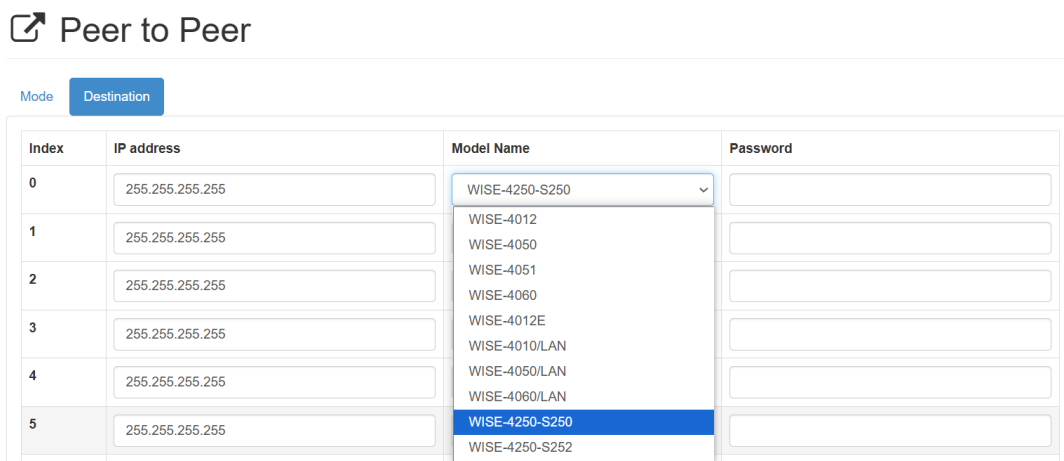 Peer to Peer
Mode Destination
Index IP address Model Name Password
0 255.255.255.255 WISE-4250-S250
WISE-4012
1 255.255.255.255
WISE-4050
WISE-4051
2 255.255.255.255
WISE-4060
WISE-4012E
3 255.255.255.255
WISE-4010/LAN
WISE-4050/LAN
4 255.255.255.255
WISE-4060/LAN
WISE-4250-S250
5 255.255.255.255
WISE-4250-S252